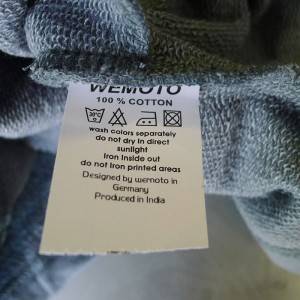 WEMOTO
100 % COTTON
30°C
wash colors separately
do not dry in direct
sunlight
Iron Inside out
do not Iron printed areas
Designed by wemoto in
Germany
Produced in India